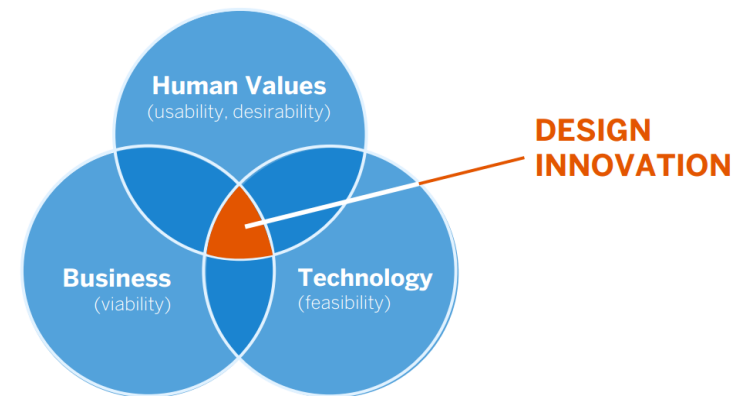 Human Values
(usability, desirability)
DESIGN
INNOVATION
Business
(viability)
Technology
(feasibility)